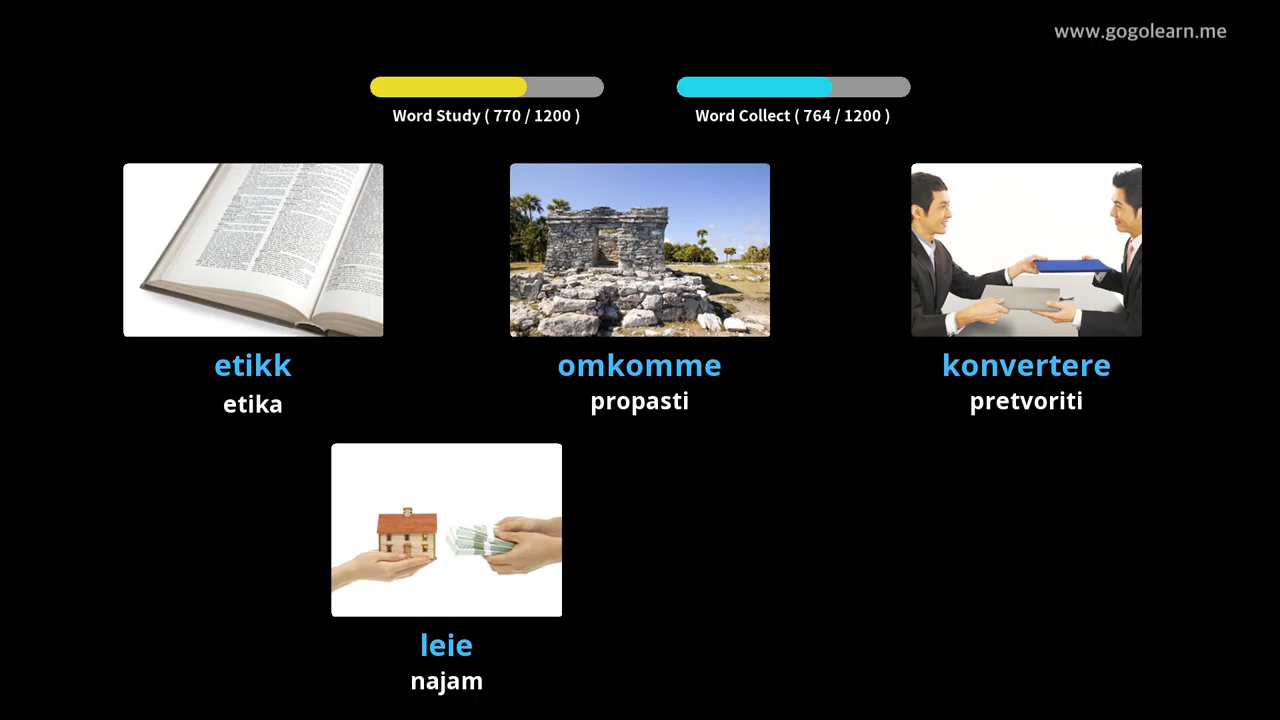 www.gogolearn.me
Word Study ( 770 / 1200 )
Word Collect ( 764 / 1200 )
etikk
etika
omkomme
propasti
konvertere
pretvoriti
leie
najam